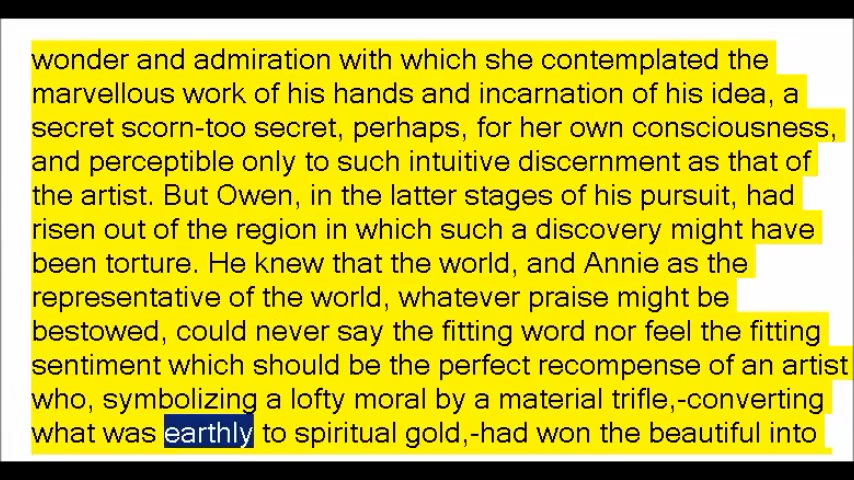 wonder and admiration with which she contemplated the
marvellous work of his hands and incarnation of his idea, a
secret scorn-too secret, perhaps, for her own consciousness,
and perceptible only to such intuitive discernment as that of
the artist. But Owen, in the latter stages of his pursuit, had
risen out of the region in which such a discovery might have
been torture. He knew that the world, and Annie as the
representative of the world, whatever praise might be
bestowed, could never say the fitting word nor feel the fitting
sentiment which should be the perfect recompense of an artist
who, symbolizing a lofty moral by a material trifle,-converting
what was earthly to spiritual gold,-had won the beautiful into